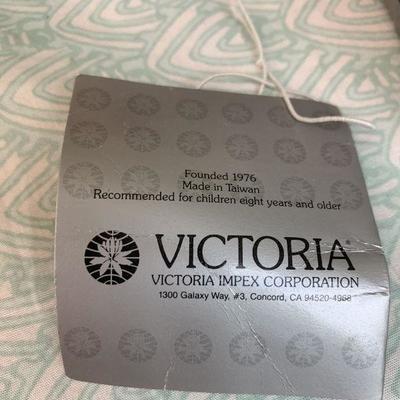 Founded 1976
Made in Taiwan
Recommended for children eight years and older
VICTORIA
VICTORIA IMPEX CORPORATION
1300 Galaxy Way, #3, Concord, CA 94520-4968